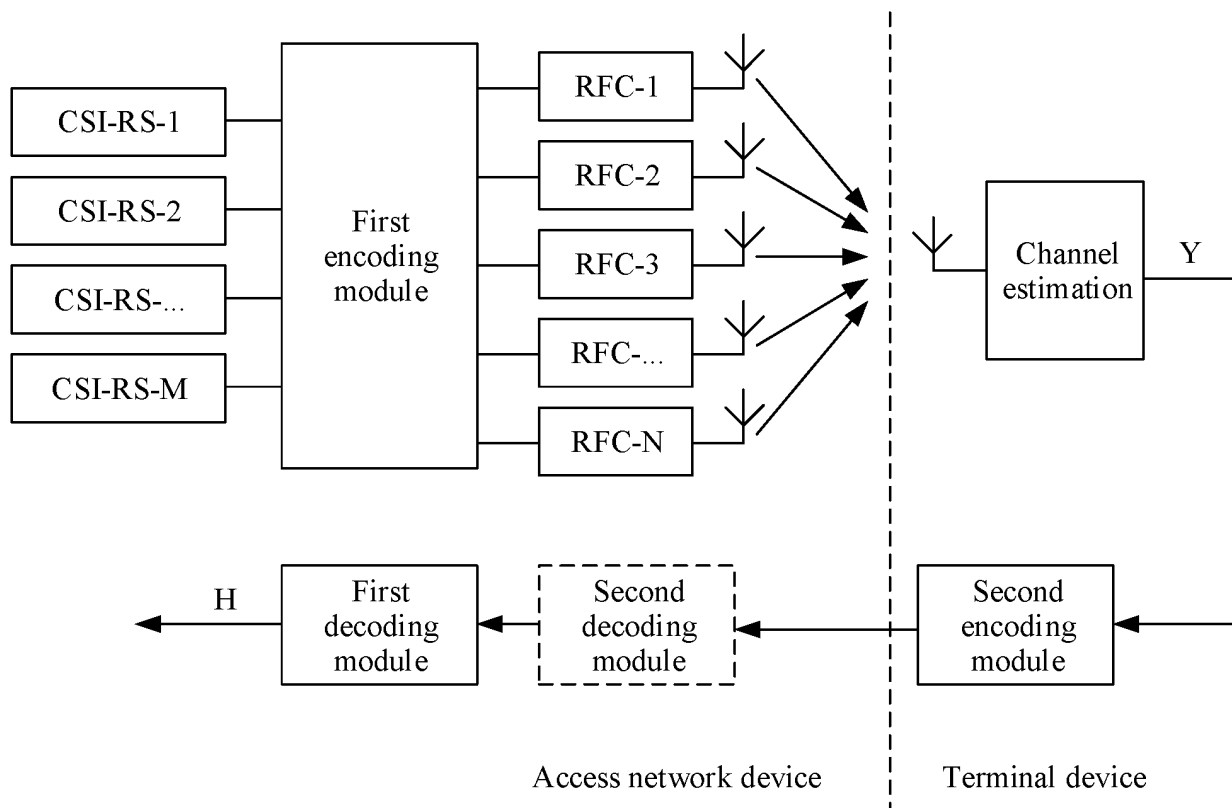 CSI-RS-1
CSI-RS-2
CSI-RS-...
CSI-RS-M
First
encoding
module
RFC-1
RFC-2
RFC-3
RFC-...
RFC-N
Channel
estimation
Y
H
First
decoding
module
Second
decoding
module
Second
encoding
module
Access network device
Terminal device